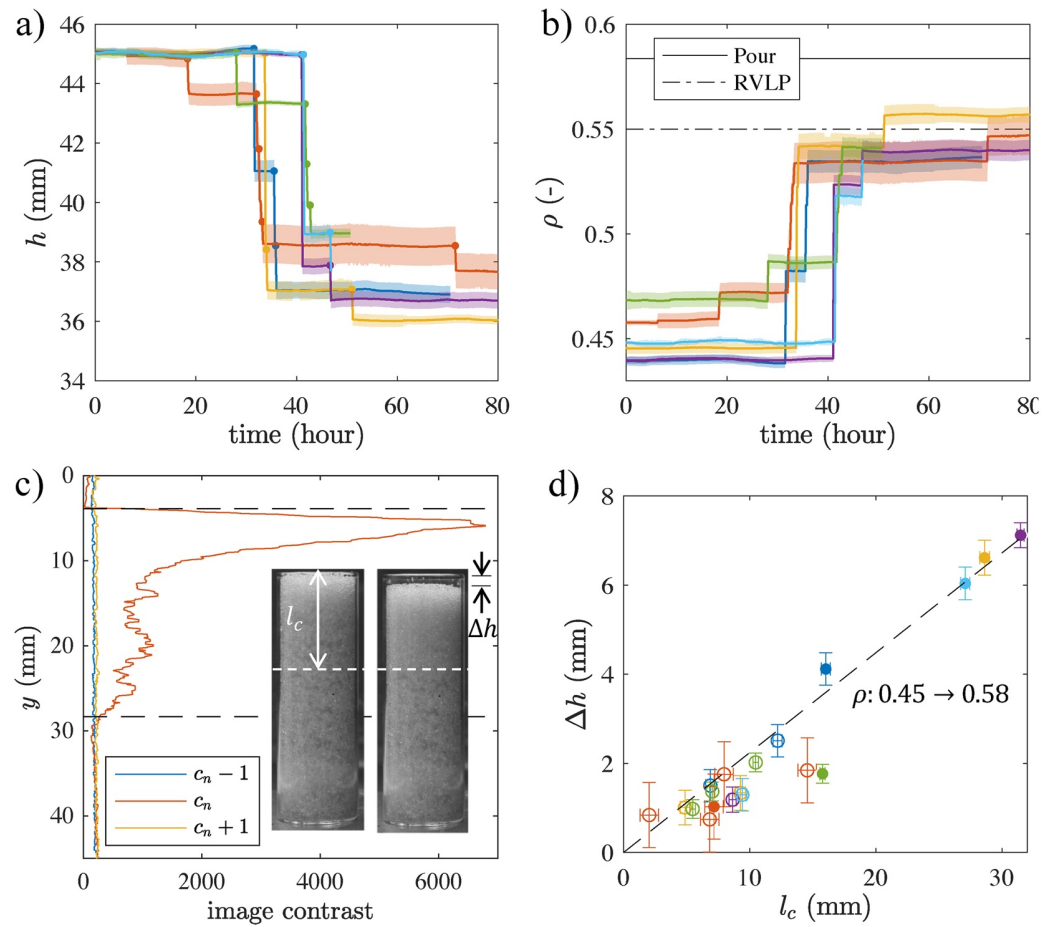 a)
46
44
42
40
38
36
34
h (mm)
0 20 40 60 80
time (hour)
b)
0.6
0.55
0.5
0.45
ρ (-)
Pour
RVLP
0 20 40 60 80
time (hour)
c)
0
10
20
30
40
y (mm)
l_c
Δh
c_n − 1
c_n
c_n + 1
0 2000 4000 6000
image contrast
d)
8
6
4
2
0
Δh (mm)
ρ: 0.45 → 0.58
0 10 20 30
l_c (mm)